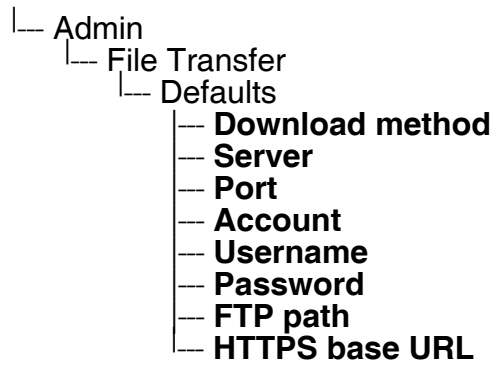 Admin
File Transfer
Defaults
Download method
Server
Port
Account
Username
Password
FTP path
HTTPS base URL